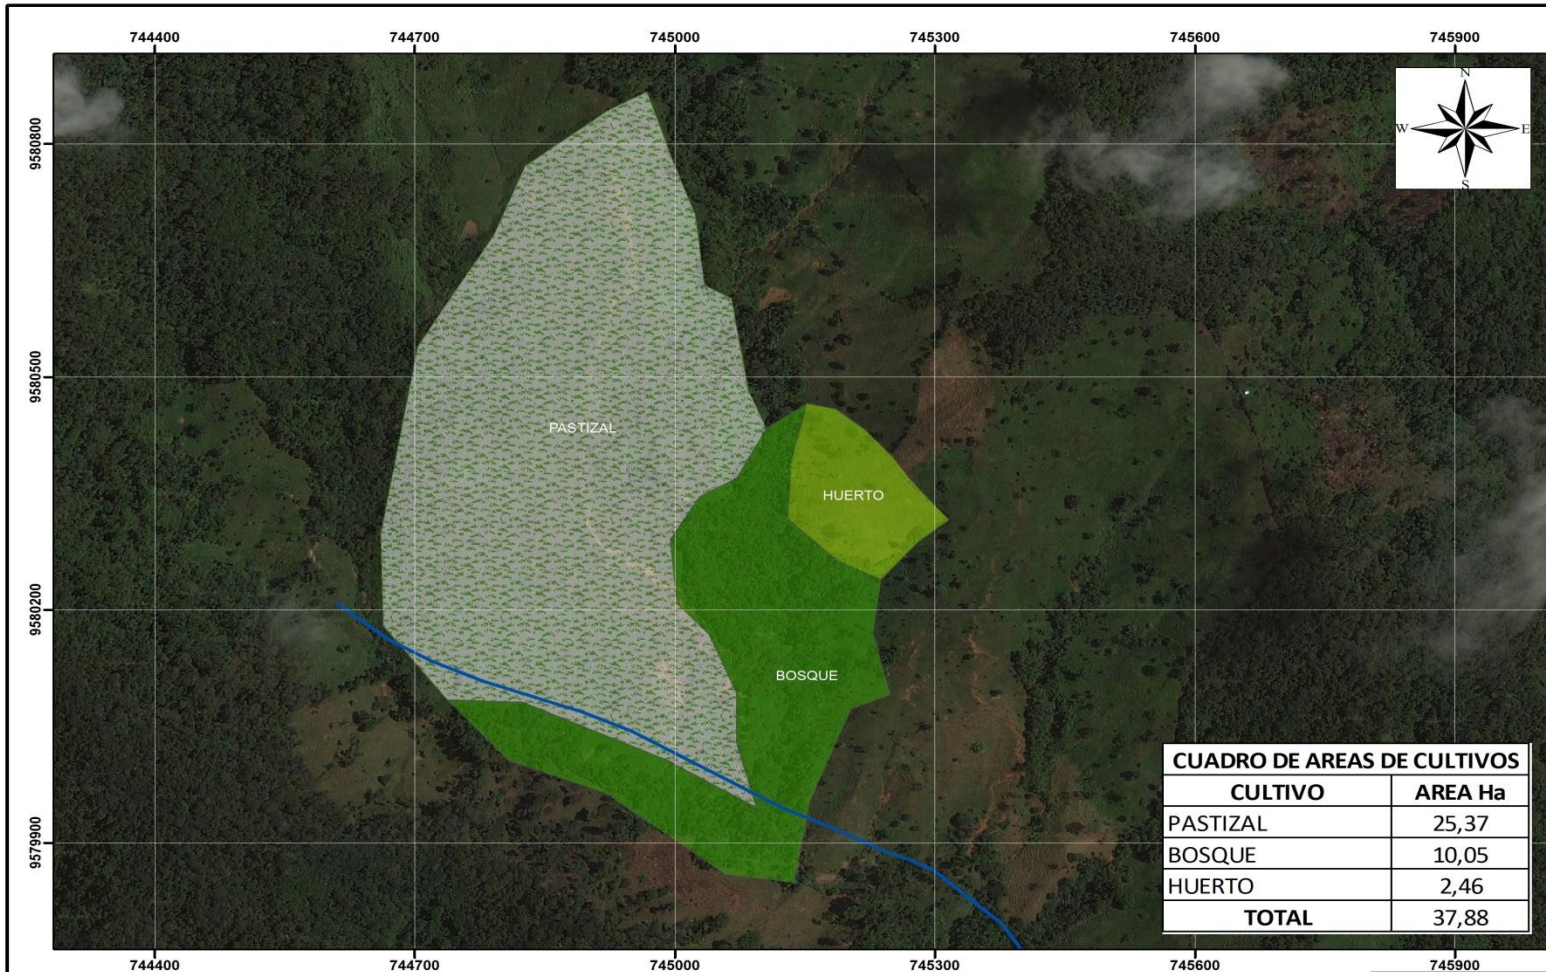 744400 744700 745000 745300 745600 745900
N
W E
S
9580800
9580500
9580200
9579900
PASTIZAL
HUERTO
BOSQUE
CUADRO DE AREAS DE CULTIVOS
CULTIVO AREA Ha
PASTIZAL 25,37
BOSQUE 10,05
HUERTO 2,46
TOTAL 37,88
744400 744700 745000 745300 745600 745900